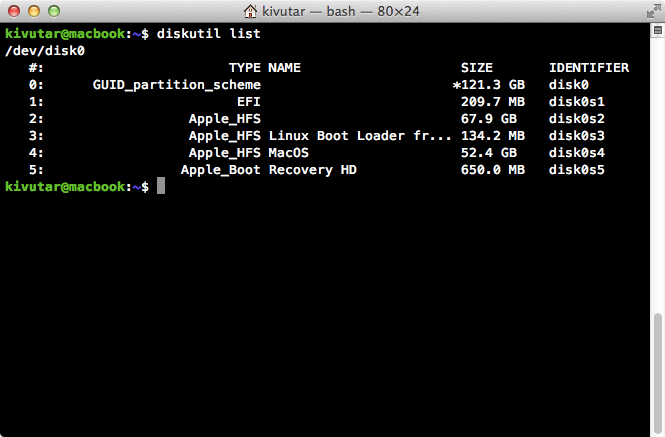 kivutar — bash — 80×24
kivutar@macbook:~$ diskutil list
/dev/disk0
   #:                       TYPE NAME                    SIZE       IDENTIFIER
   0:      GUID_partition_scheme                        *121.3 GB   disk0
   1:                        EFI                         209.7 MB   disk0s1
   2:                  Apple_HFS                         67.9 GB    disk0s2
   3:                  Apple_HFS Linux Boot Loader fr... 134.2 MB   disk0s3
   4:                  Apple_HFS MacOS                   52.4 GB    disk0s4
   5:                 Apple_Boot Recovery HD             650.0 MB   disk0s5
kivutar@macbook:~$